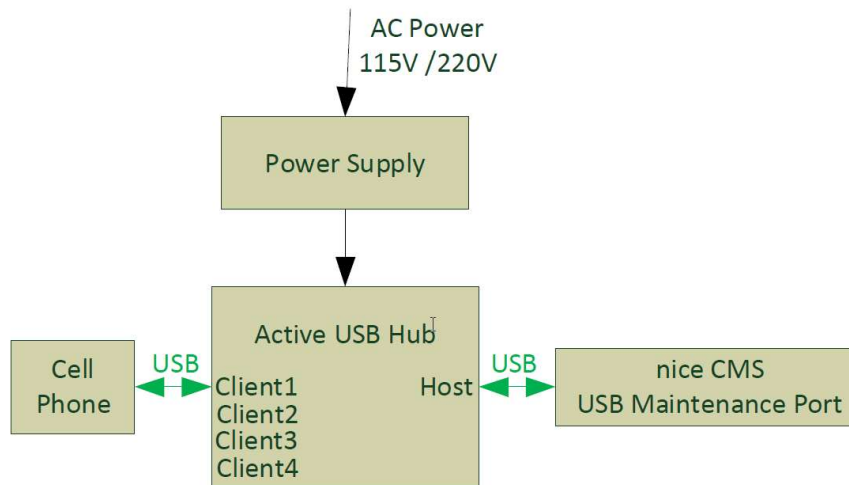 AC Power
115V /220V
Power Supply
Active USB Hub
Cell
Phone
USB
Client1
Client2
Client3
Client4
Host
USB
nice CMS
USB Maintenance Port